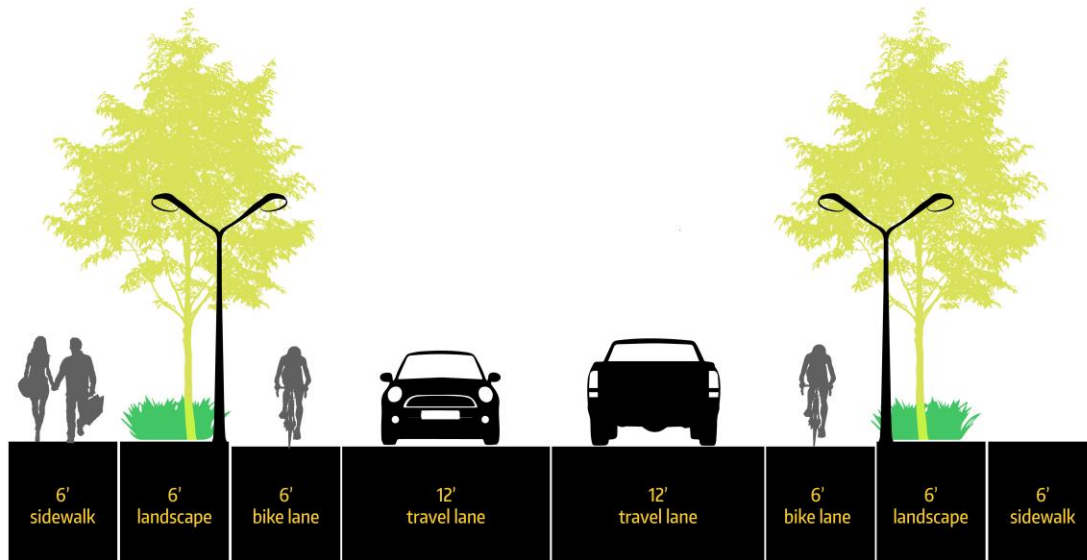 6’
sidewalk
6’
landscape
6’
bike lane
12’
travel lane
12’
travel lane
6’
bike lane
6’
landscape
6’
sidewalk